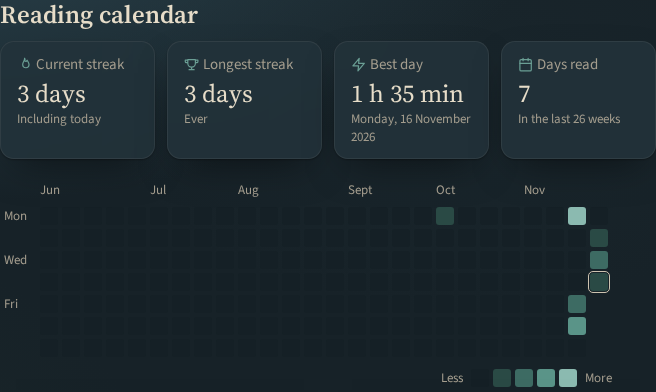 Reading calendar
Current streak
3 days
Including today
Longest streak
3 days
Ever
Best day
1 h 35 min
Monday, 16 November
2026
Days read
7
In the last 26 weeks
Jun Jul Aug Sept Oct Nov
Mon
Wed
Fri
Less More